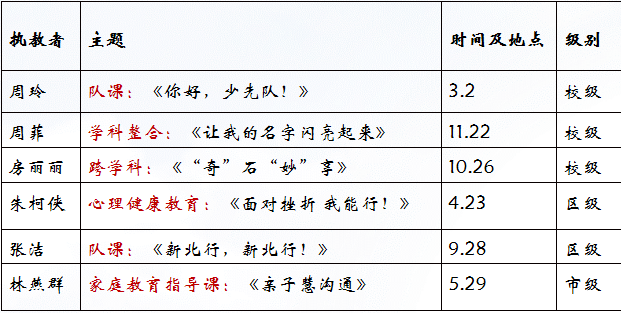 执教者 主题 时间及地点 级别
周玲 队课：《你好，少先队！》 3.2 校级
周菲 学科整合：《让我的名字闪亮起来》 11.22 校级
房丽丽 跨学科：《“奇”石“妙”享》 10.26 校级
朱柯侠 心理健康教育：《面对挫折 我能行！》 4.23 区级
张洁 队课：《新北行，新北行！》 9.28 区级
林燕群 家庭教育指导课：《亲子慧沟通》 5.29 市级